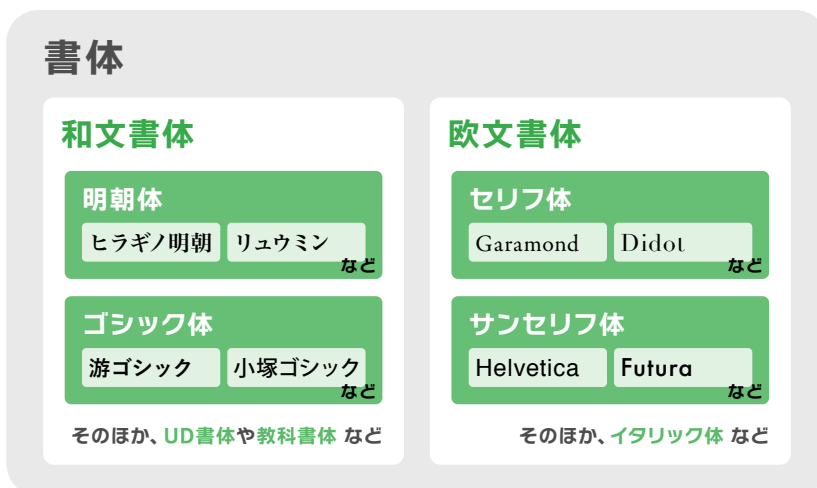 書体
和文書体
明朝体
ヒラギノ明朝 リュウミン
など
ゴシック体
游ゴシック 小塚ゴシック
など
そのほか、UD書体や教科書体 など
欧文書体
セリフ体
Garamond Didot
など
サンセリフ体
Helvetica Futura
など
そのほか、イタリック体 など